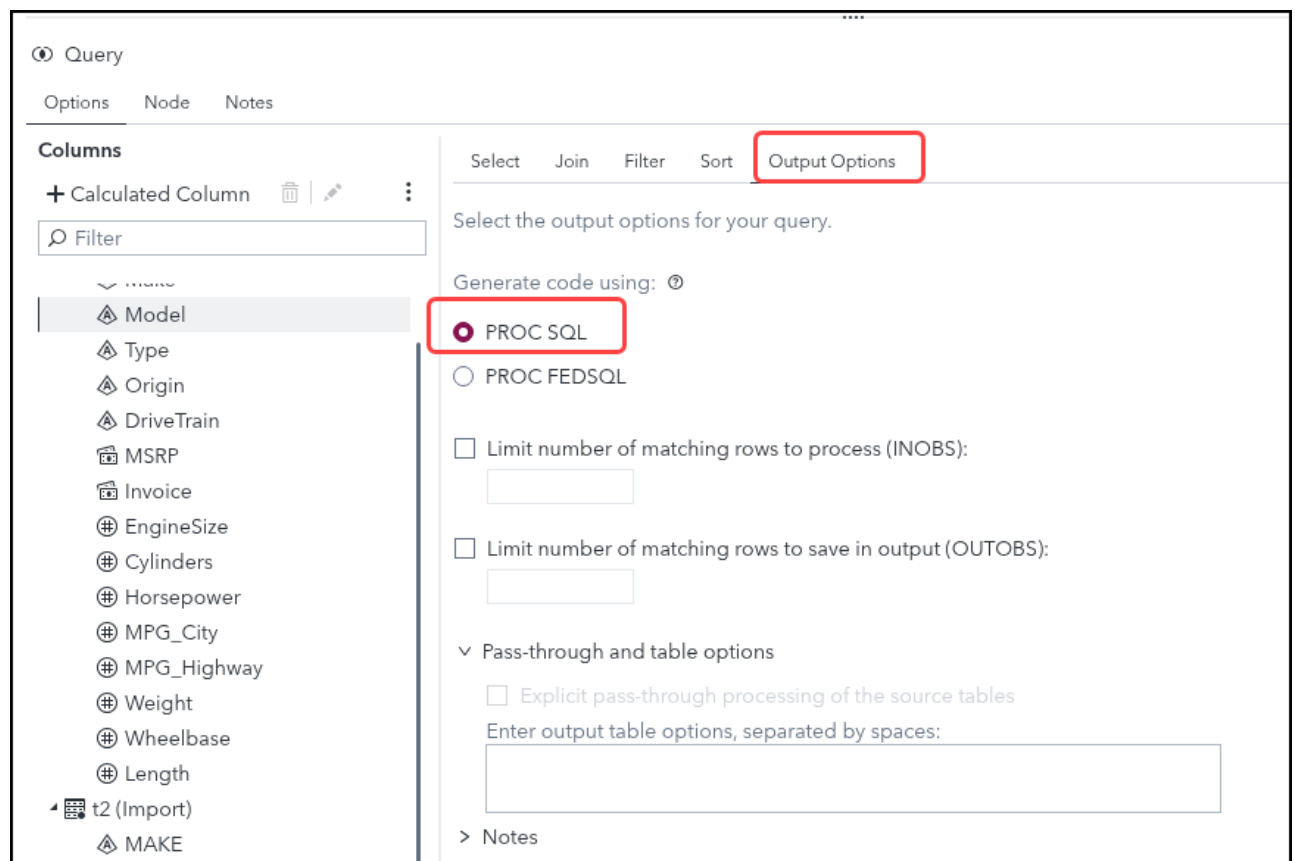 Query
Options Node Notes
Columns
Calculated Column
Filter
Model
Type
Origin
DriveTrain
MSRP
Invoice
EngineSize
Cylinders
Horsepower
MPG_City
MPG_Highway
Weight
Wheelbase
Length
t2 (Import)
MAKE
Select Join Filter Sort Output Options
Select the output options for your query.
Generate code using:
PROC SQL
PROC FEDSQL
Limit number of matching rows to process (INOBS):
Limit number of matching rows to save in output (OUTOBS):
Pass-through and table options
Explicit pass-through processing of the source tables
Enter output table options, separated by spaces:
Notes